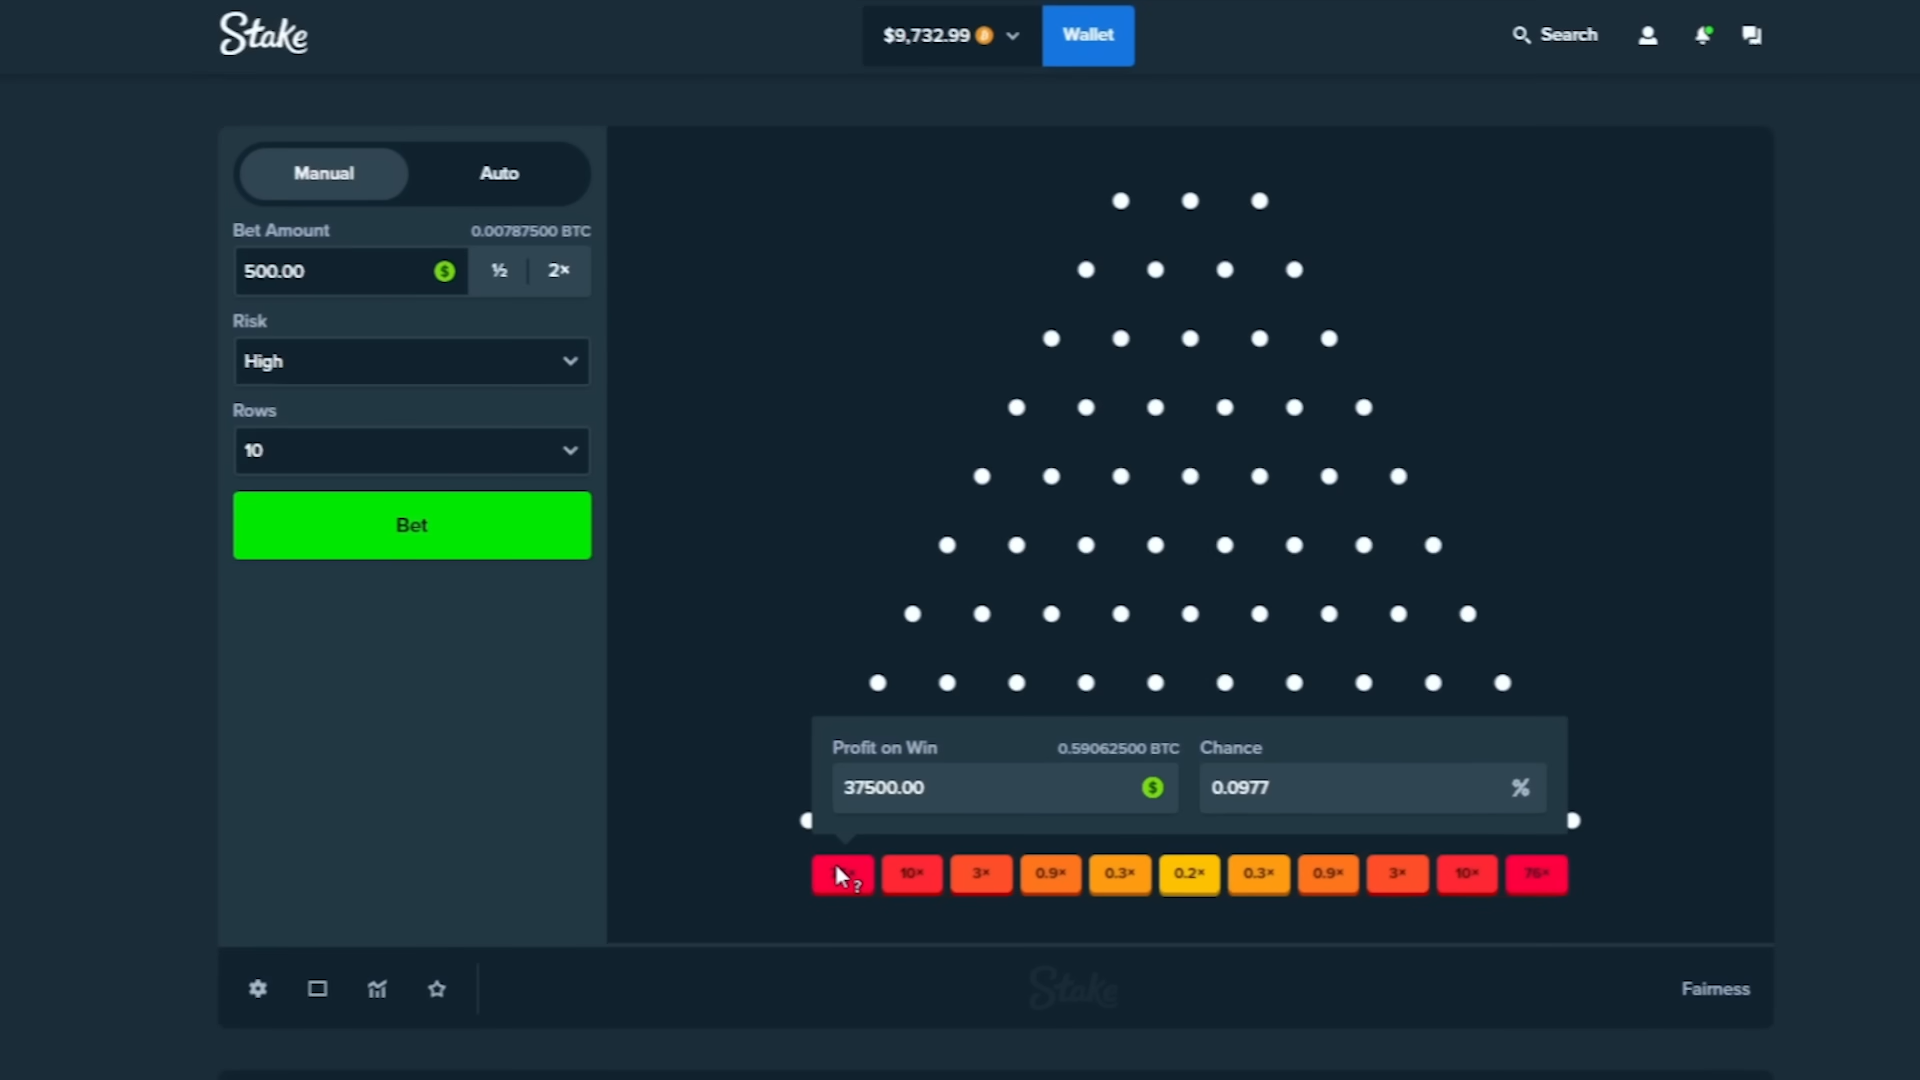 Stake
$9,732.99
Wallet
Search
Manual
Auto
Bet Amount
0.00787500 BTC
500.00
½
2×
Risk
High
Rows
10
Bet
Profit on Win
0.59062500 BTC
Chance
37500.00
0.0977
%
10×
3×
0.9×
0.3×
0.2×
0.3×
0.9×
3×
10×
76×
Stake
Fairness